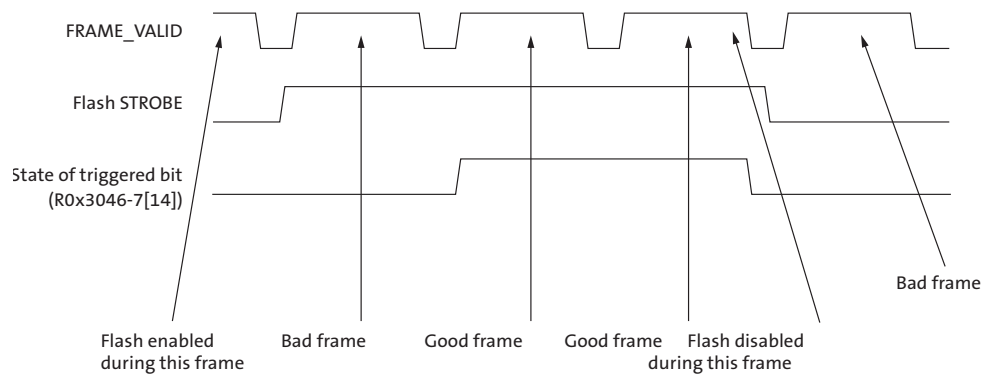 FRAME_VALID
Flash STROBE
State of triggered bit
(R0x3046-7[14])
Bad frame
Flash enabled
during this frame
Bad frame
Good frame
Good frame
Flash disabled
during this frame